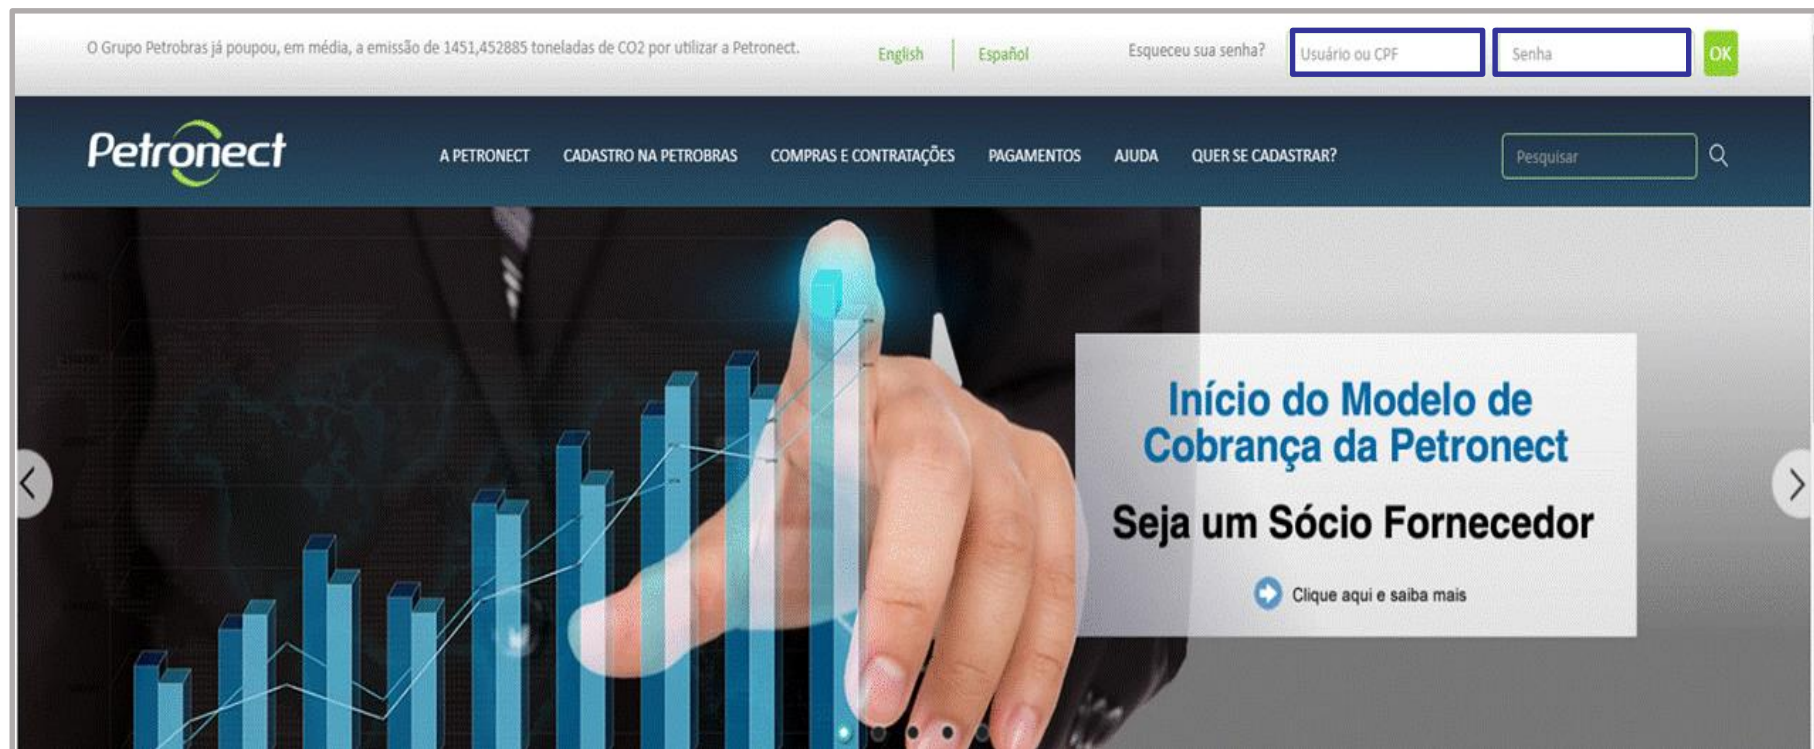 O Grupo Petrobras já poupou, em média, a emissão de 1451,452885 toneladas de CO2 por utilizar a Petronect.
English
Español
Esqueceu sua senha?
Usuário ou CPF
Senha
OK
Petronect
A PETRONECT
CADASTRO NA PETROBRAS
COMPRAS E CONTRATAÇÕES
PAGAMENTOS
AJUDA
QUER SE CADASTRAR?
Pesquisar
Início do Modelo de
Cobrança da Petronect
Seja um Sócio Fornecedor
Clique aqui e saiba mais